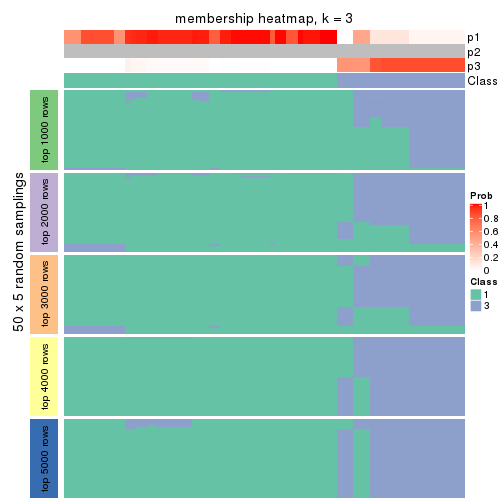 membership heatmap, k = 3
p1
p2
p3
Class
50 x 5 random samplings
top 1000 rows
top 2000 rows
top 3000 rows
top 4000 rows
top 5000 rows
Prob
1
0.8
0.6
0.4
0.2
0
Class
1
3